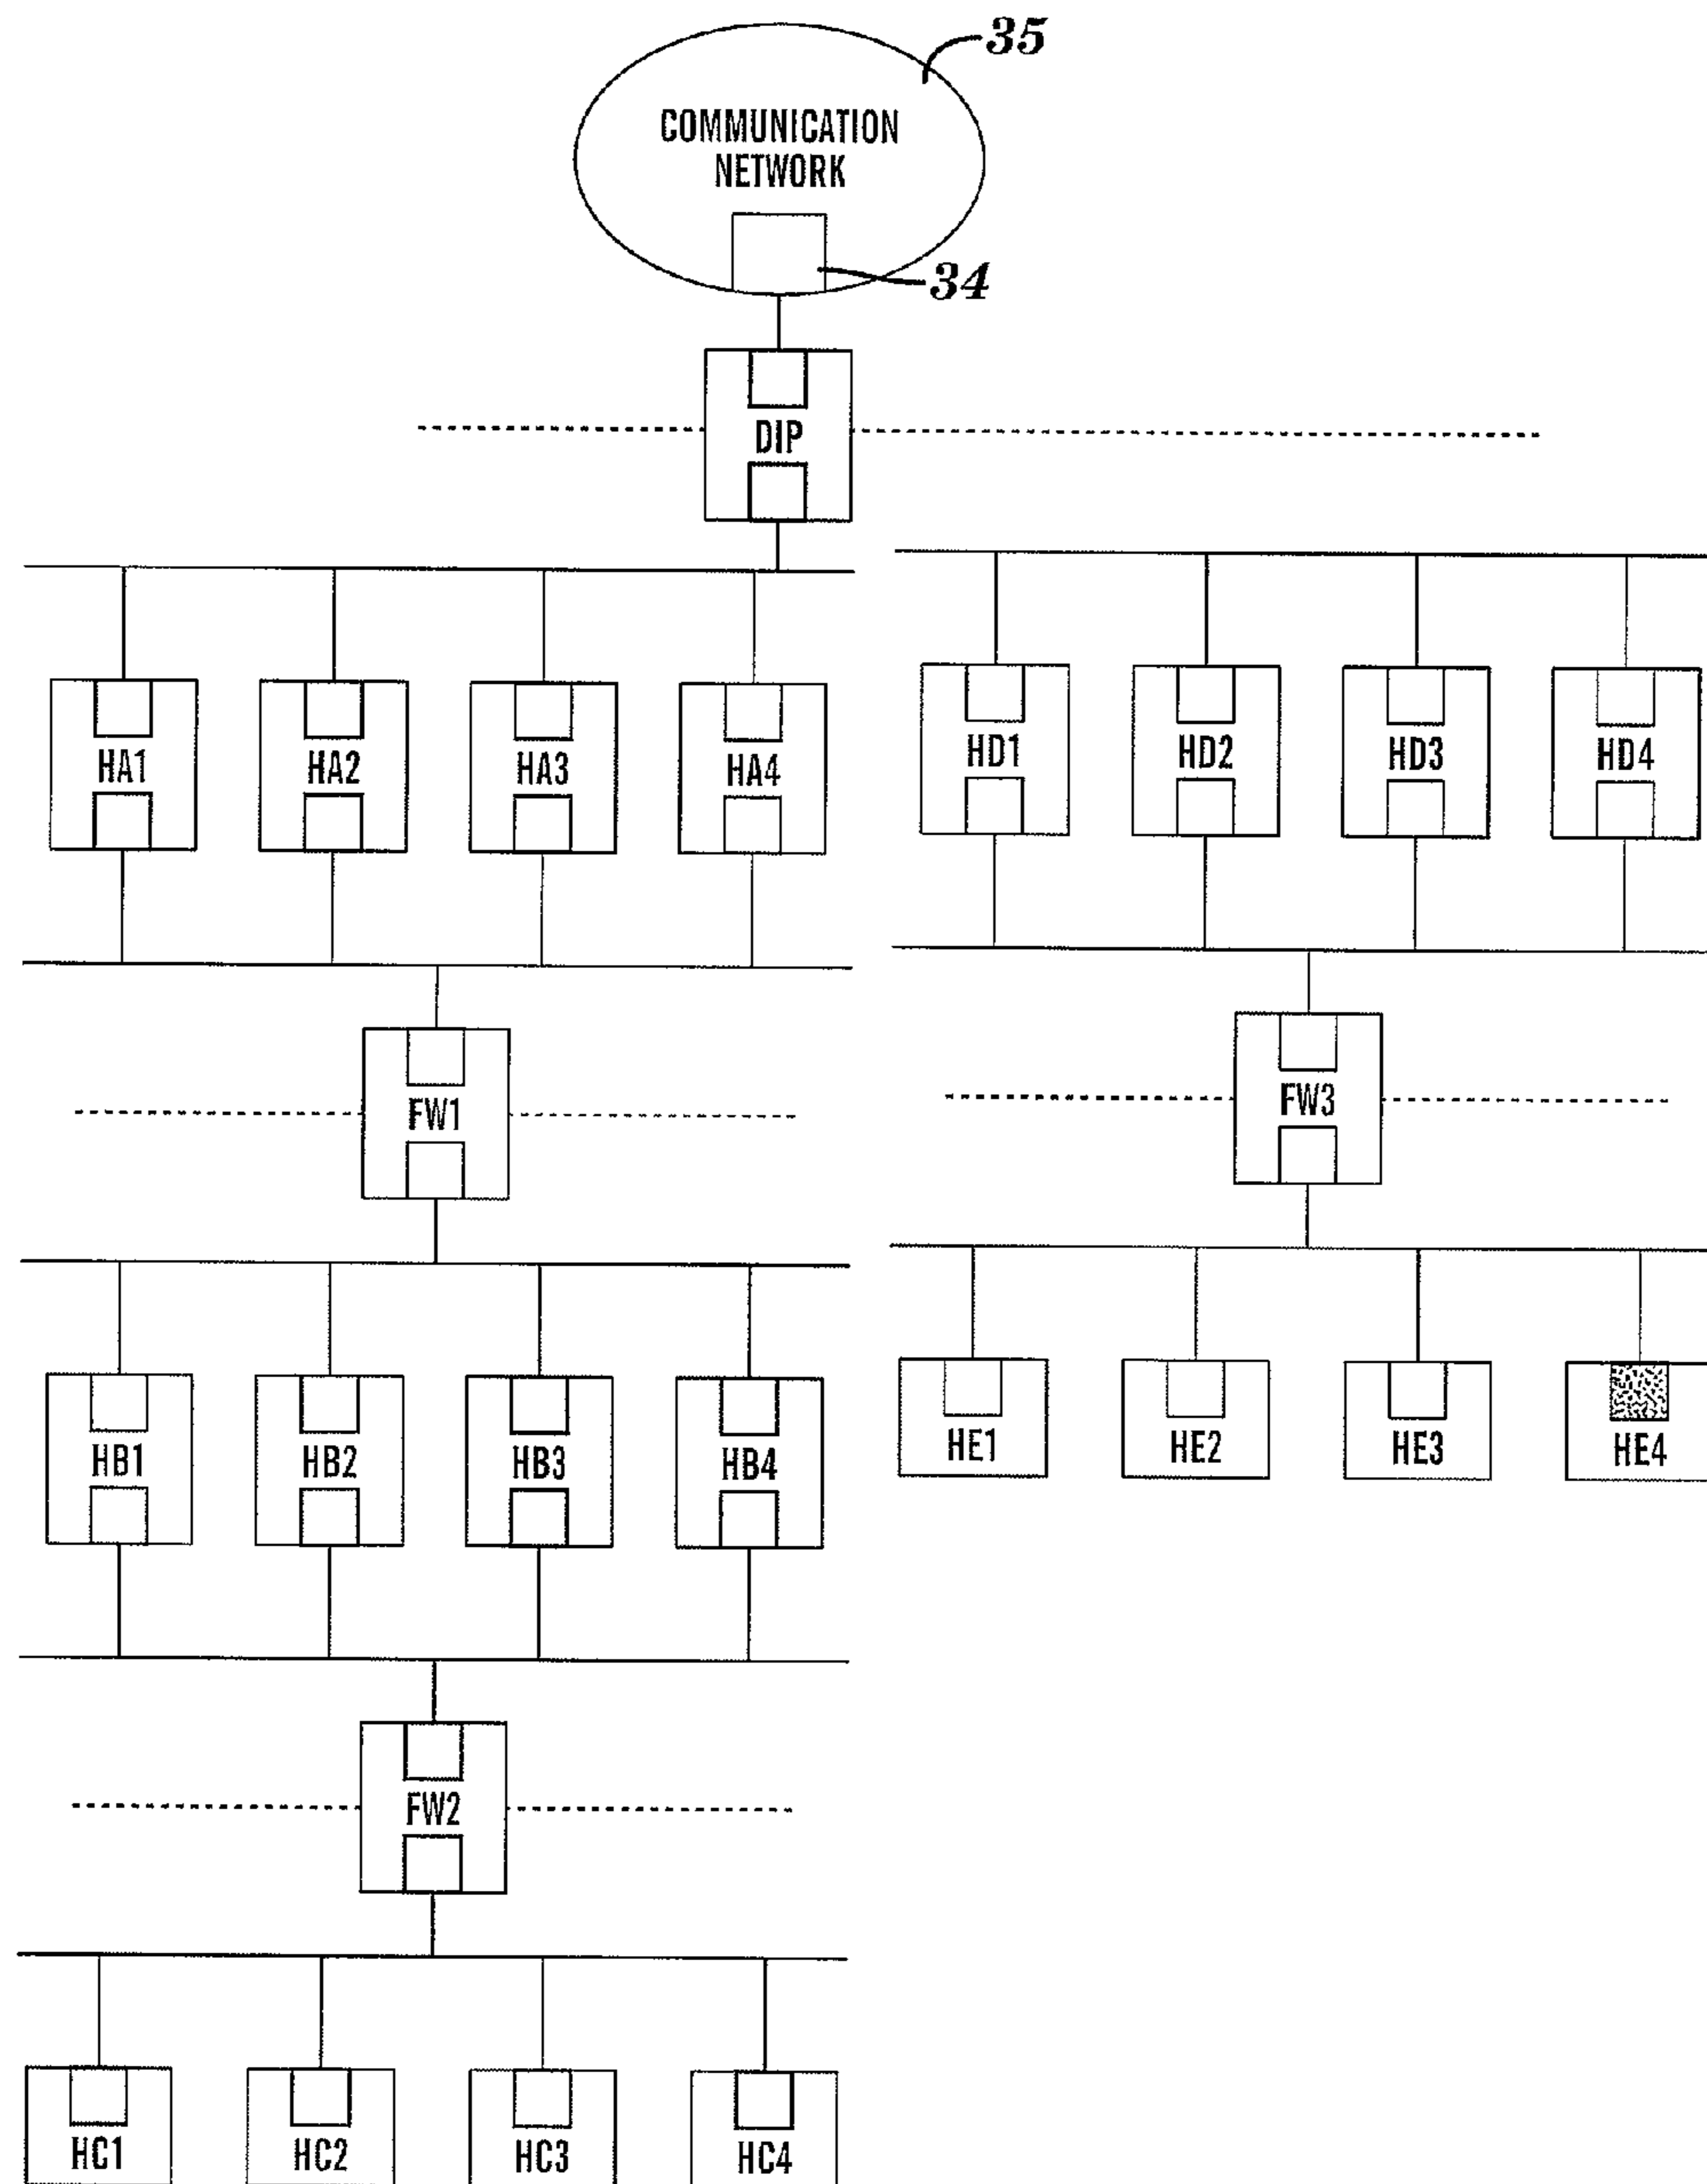 35
COMMUNICATION
NETWORK
34
DIP
HA1 HA2 HA3 HA4 HD1 HD2 HD3 HD4
FW1 FW3
HB1 HB2 HB3 HB4 HE1 HE2 HE3 HE4
FW2
HC1 HC2 HC3 HC4